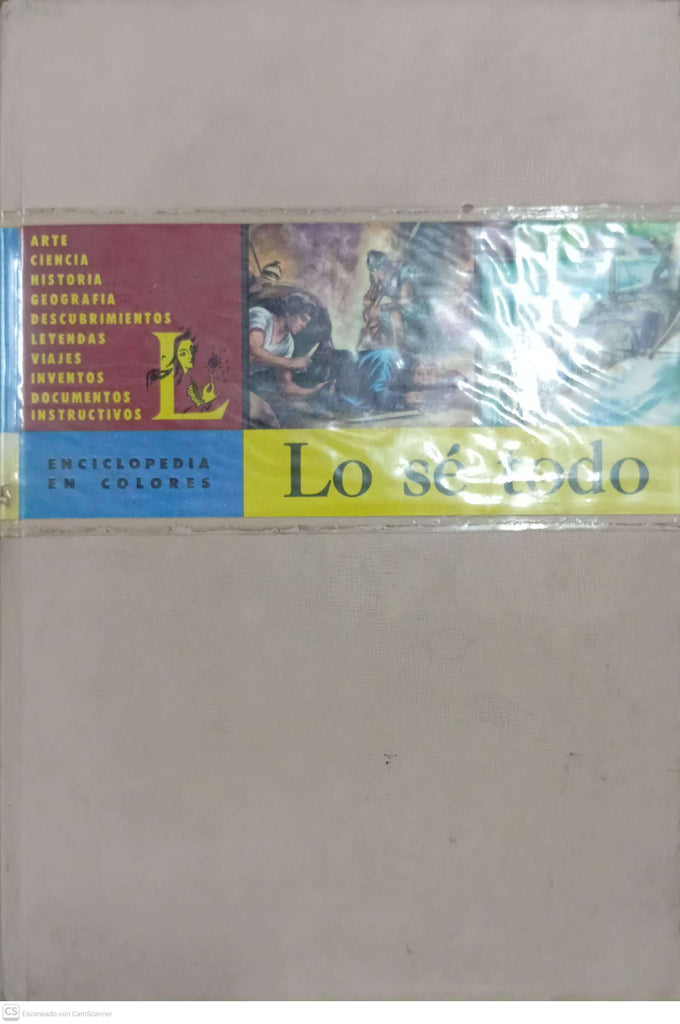 ARTE
CIENCIA
HISTORIA
GEOGRAFIA
DESCUBRIMIENTOS
LEYENDAS
VIAJES
INVENTOS
DOCUMENTOS
INSTRUCTIVOS
L
ENCICLOPEDIA
EN COLORES
Lo sé todo
CS Escaneado con CamScanner